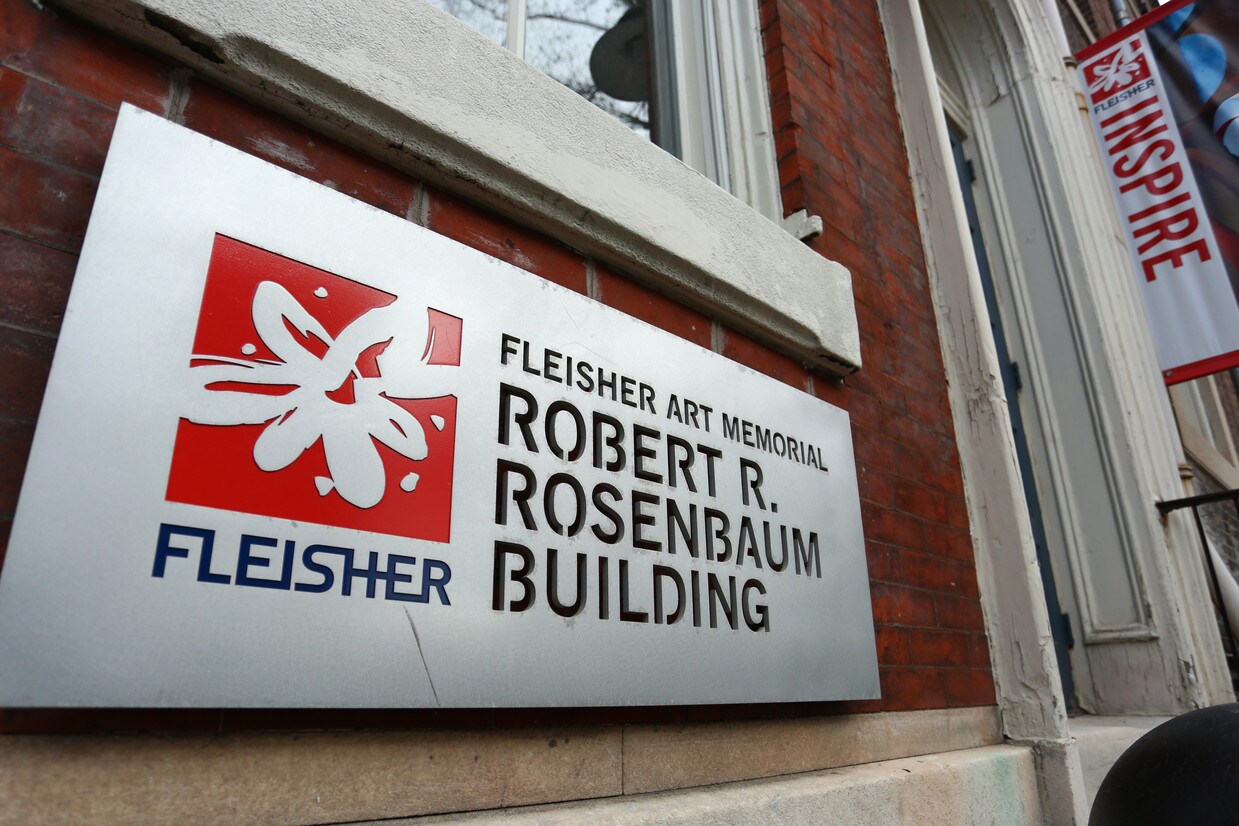 FLEISHER
FLEISHER ART MEMORIAL
ROBERT R.
ROSENBAUM
BUILDING
FLEISHER
INSPIRE